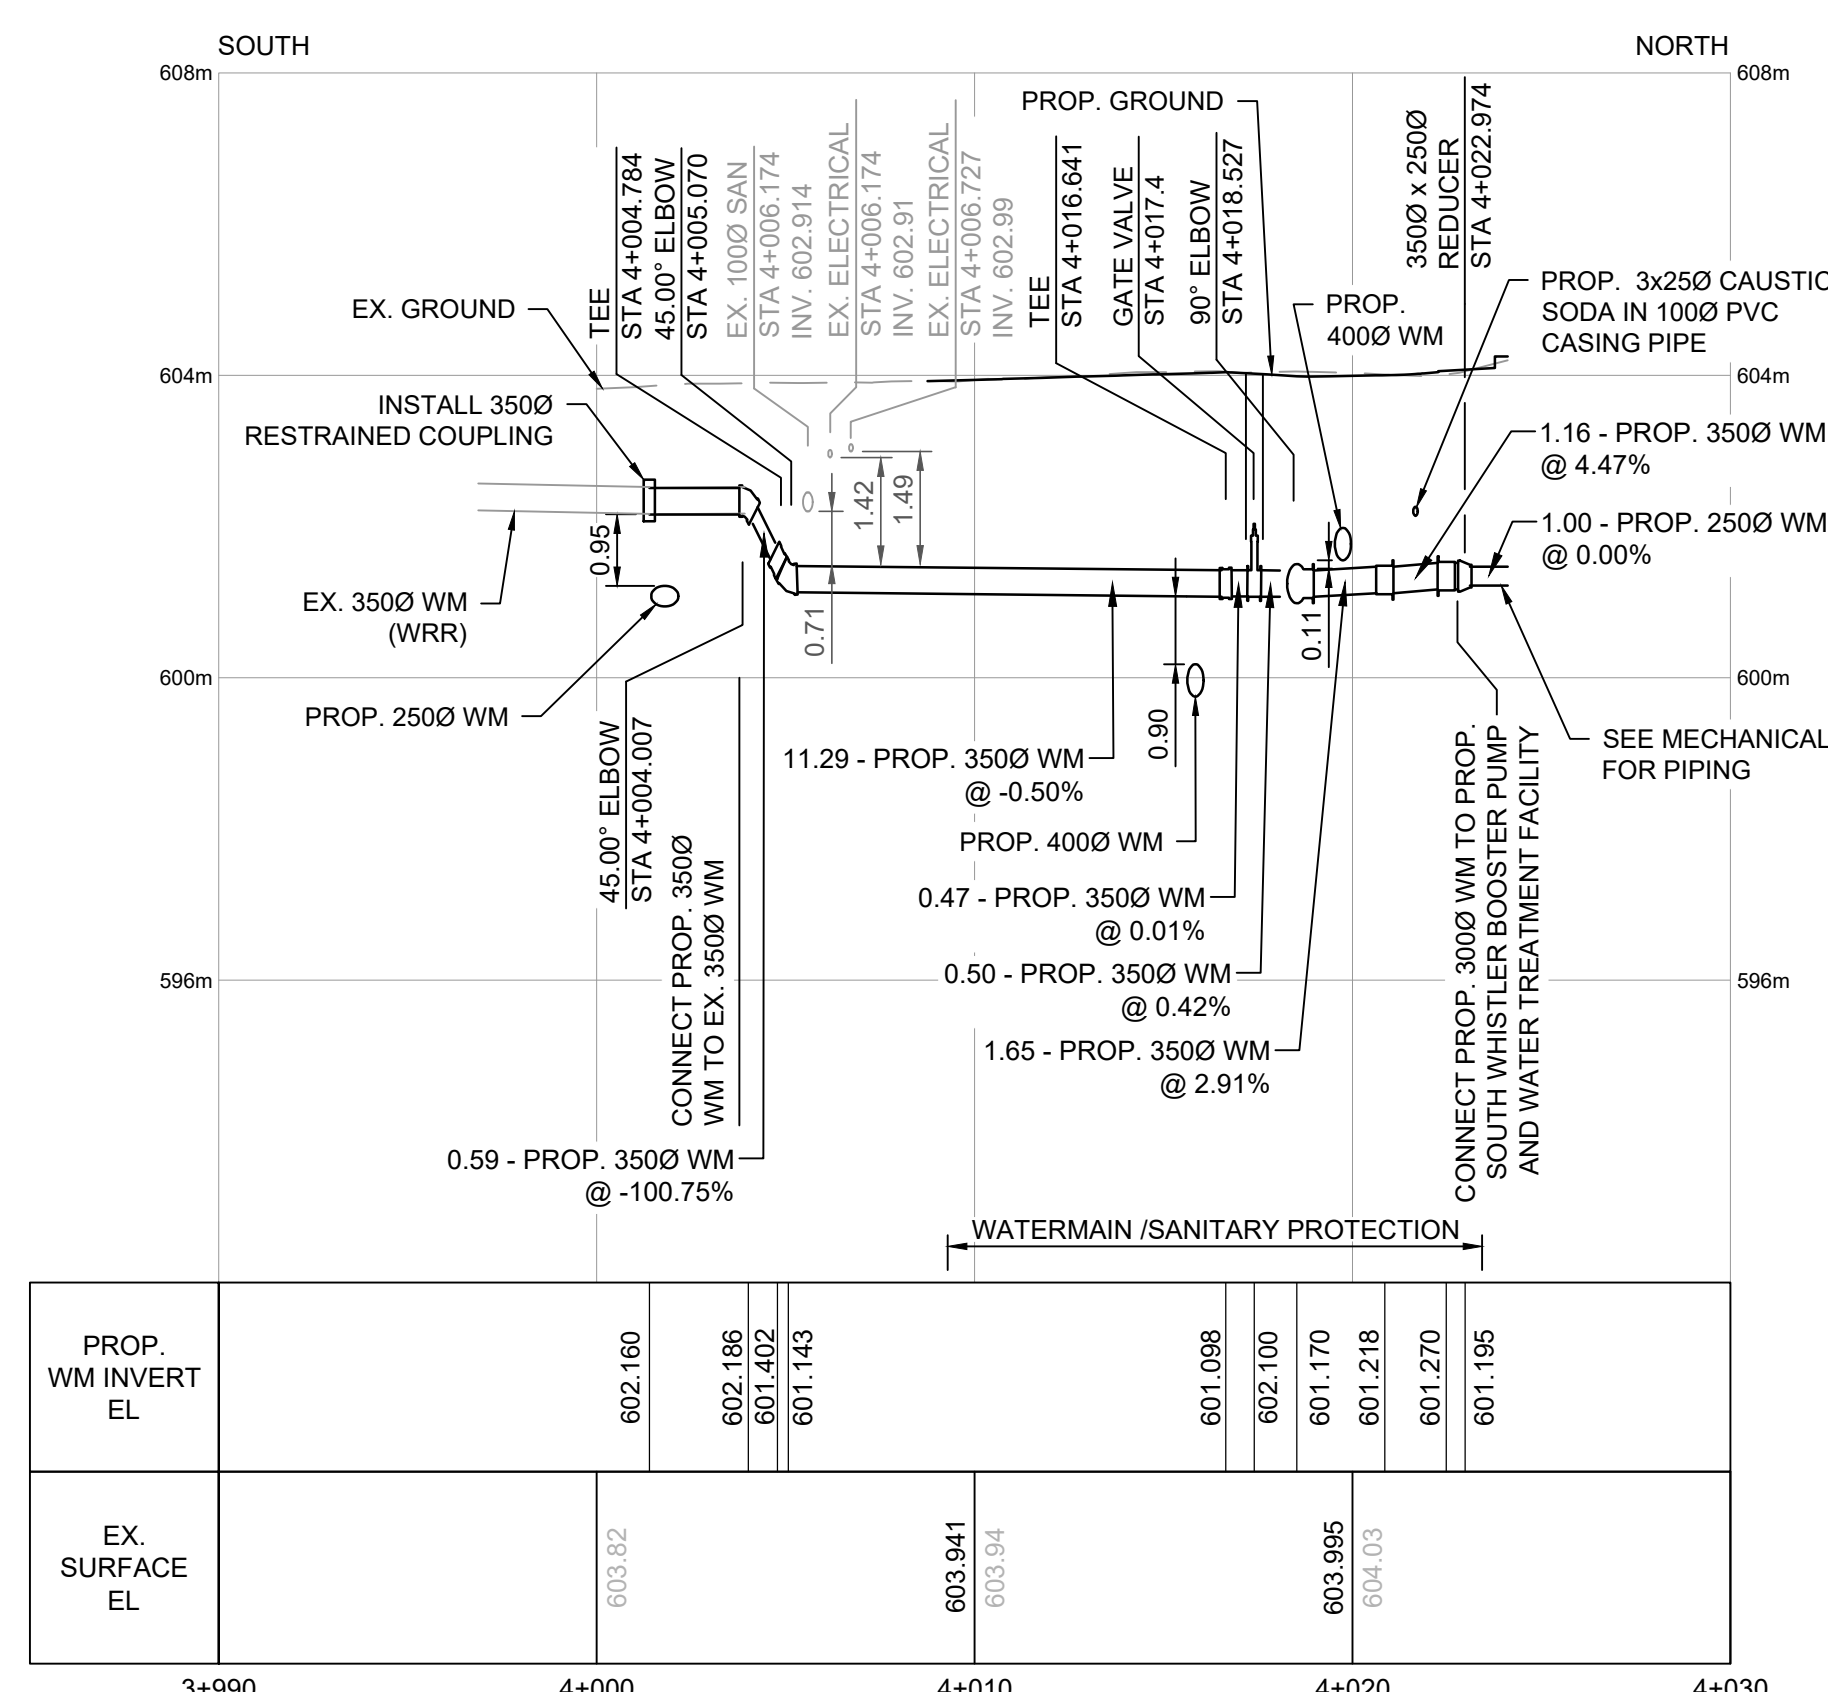 SOUTH
NORTH
608m
608m
PROP. GROUND
TEE
STA 4+004.784
45.00° ELBOW
STA 4+005.070
EX. 100Ø SAN
STA 4+006.174
INV. 602.914
EX. ELECTRICAL
STA 4+006.174
INV. 602.91
EX. ELECTRICAL
STA 4+006.727
INV. 602.99
TEE
STA 4+016.641
GATE VALVE
STA 4+017.4
90° ELBOW
STA 4+018.527
350Ø x 250Ø
REDUCER
STA 4+022.974
EX. GROUND
PROP.
400Ø WM
PROP. 3x25Ø CAUSTIC
SODA IN 100Ø PVC
CASING PIPE
604m
604m
INSTALL 350Ø
RESTRAINED COUPLING
1.16 - PROP. 350Ø WM
@ 4.47%
1.42
1.49
0.95
1.00 - PROP. 250Ø WM
@ 0.00%
EX. 350Ø WM
(WRR)
0.71
0.11
600m
600m
PROP. 250Ø WM
0.90
45.00° ELBOW
STA 4+004.007
11.29 - PROP. 350Ø WM
@ -0.50%
SEE MECHANICAL
FOR PIPING
PROP. 400Ø WM
CONNECT PROP. 350Ø
WM TO EX. 350Ø WM
CONNECT PROP. 300Ø WM TO PROP.
SOUTH WHISTLER BOOSTER PUMP
AND WATER TREATMENT FACILITY
0.47 - PROP. 350Ø WM
@ 0.01%
596m
596m
0.50 - PROP. 350Ø WM
@ 0.42%
1.65 - PROP. 350Ø WM
@ 2.91%
0.59 - PROP. 350Ø WM
@ -100.75%
WATERMAIN /SANITARY PROTECTION
PROP.
WM INVERT
EL
602.160
602.186
601.402
601.143
601.098
602.100
601.170
601.218
601.270
601.195
EX.
SURFACE
EL
603.82
603.941
603.94
603.995
604.03
3+990
4+000
4+010
4+020
4+030